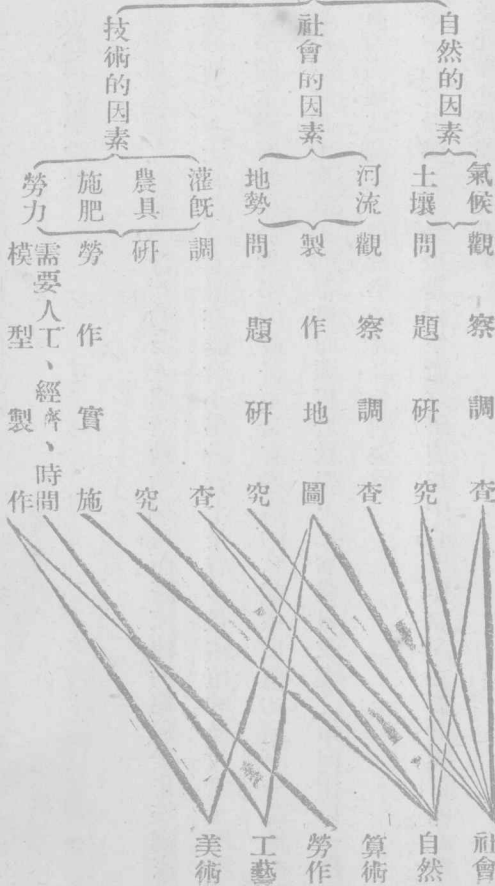 自然的因素
社會的因素
技術的因素
氣候
土壤
河流
地勢
灌旣
農具
施肥
勞力
觀察調查
問題研究
觀察調查
製作地圖
問題研究
調查
研究
勞作實施
需要人工、經濟、時間
模型製作
社會
自然
算術
勞作
工藝
美術